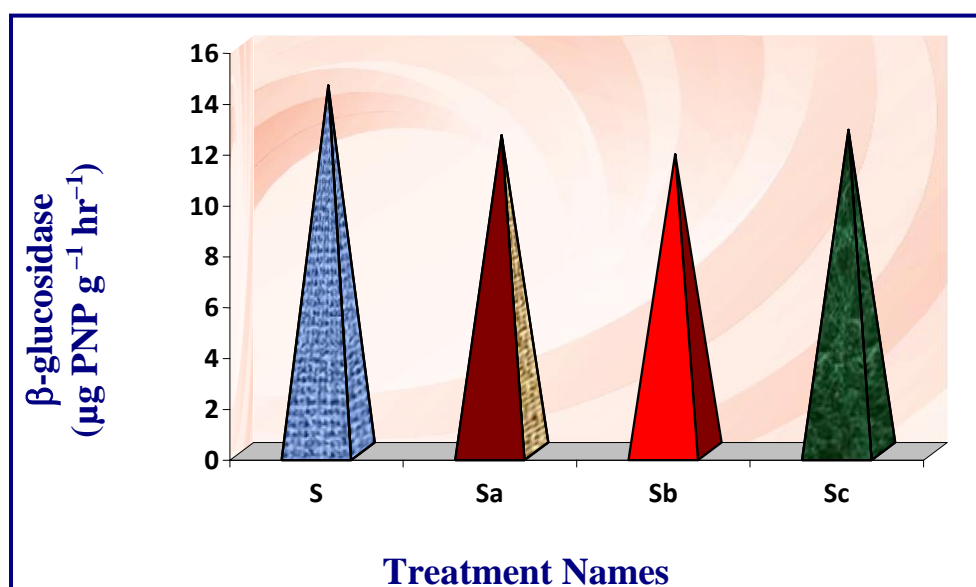 16
14
12
10
8
6
4
2
0
β-glucosidase
(µg PNP g⁻¹ hr⁻¹)
S Sa Sb Sc
Treatment Names